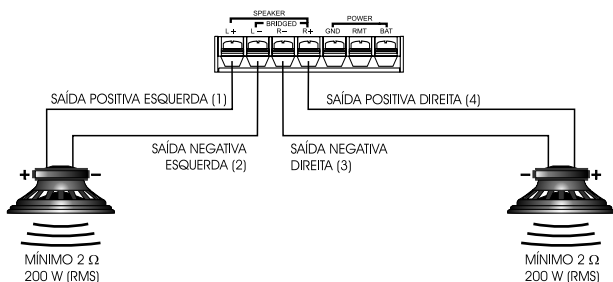 SPEAKER
BRIDGED
POWER
L + L - R- R+ GND RMT BAT
SAÍDA POSITIVA ESQUERDA (1)
SAÍDA POSITIVA DIREITA (4)
SAÍDA NEGATIVA
ESQUERDA (2)
SAÍDA NEGATIVA
DIREITA (3)
+ -
- +
MÍNIMO 2 Ω
200 W (RMS)
MÍNIMO 2 Ω
200 W (RMS)